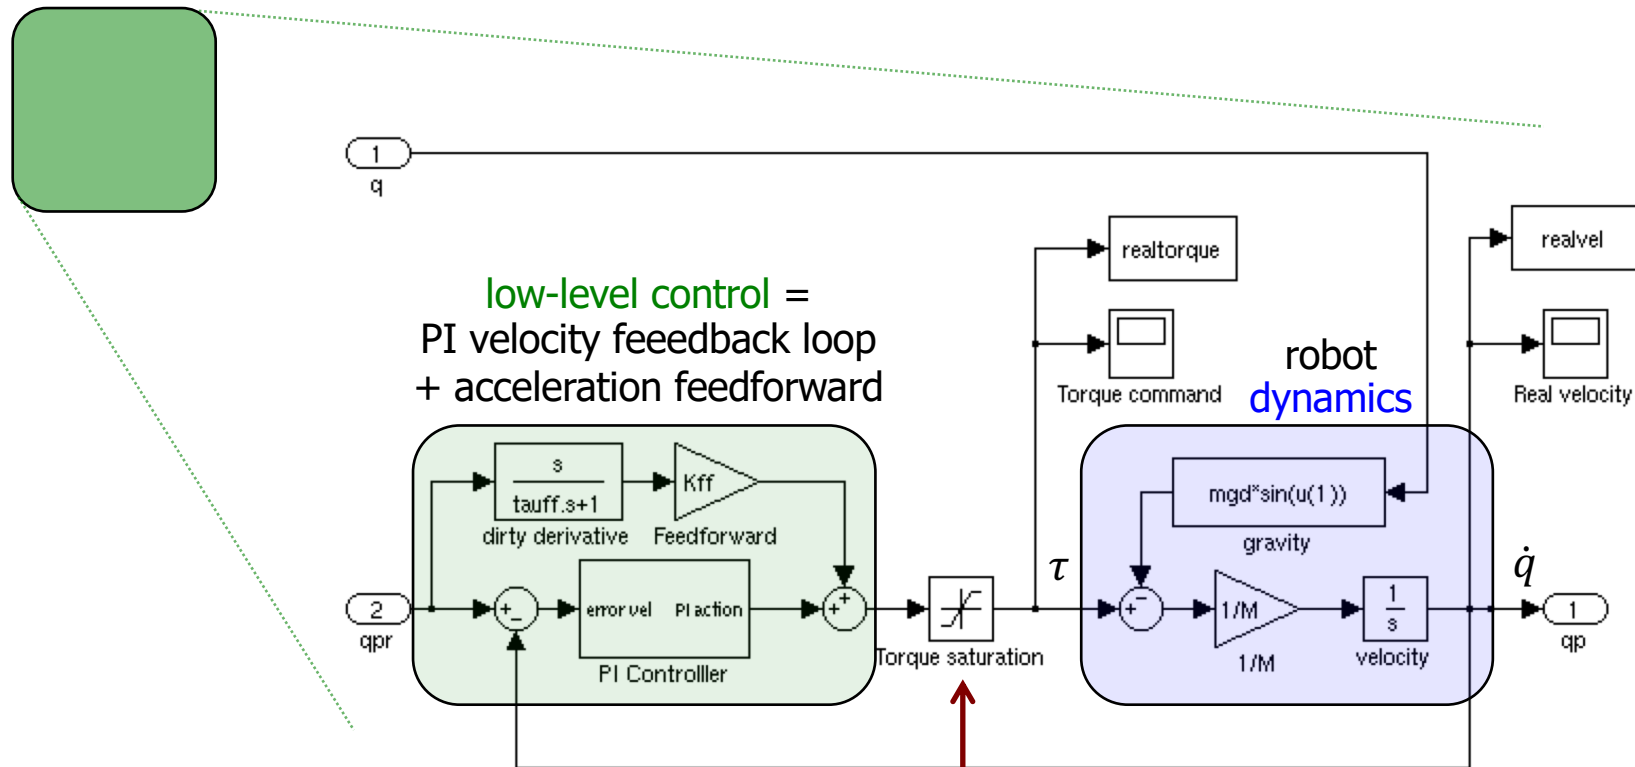 1
q
realtorque
realvel
low-level control =
PI velocity feeedback loop
+ acceleration feedforward
Torque command
robot
dynamics
Real velocity
s
tauff.s+1
dirty derivative
Kff
Feedforward
mgd*sin(u(1))
gravity
τ
q̇
2
qpr
+
−
error vel
PI action
PI Controlller
+
+
Torque saturation
+
−
1/M
1/M
1
s
velocity
1
qp